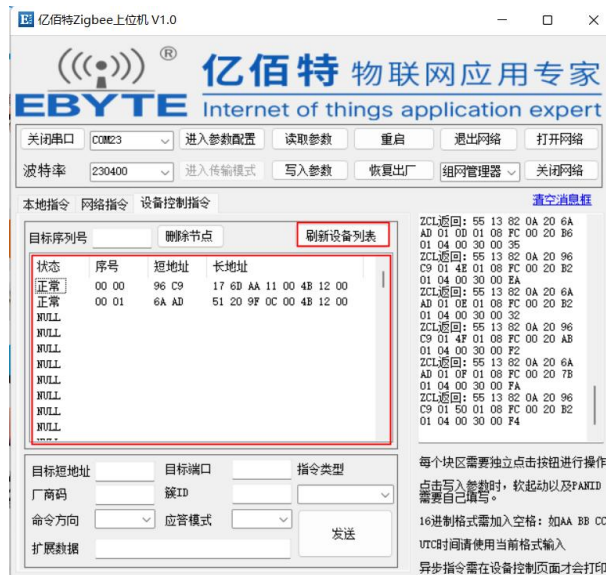 亿佰特Zigbee上位机 V1.0
EBYTE ® 亿佰特 物联网应用专家
Internet of things application expert
关闭串口 COM23 进入参数配置 读取参数 重启 退出网络 打开网络
波特率 230400 进入传输模式 写入参数 恢复出厂 组网管理器 关闭网络
本地指令 网络指令 设备控制指令 清空消息框
目标序列号 删除节点 刷新设备列表
状态 序号 短地址 长地址
正常 00 00 96 C9 17 6D AA 11 00 4B 12 00
正常 00 01 6A AD 51 20 9F 0C 00 4B 12 00
NULL
NULL
NULL
NULL
NULL
NULL
NULL
NULL
ZCL返回: 55 13 82 0A 20 6A
AD 01 0D 01 08 FC 00 20 B6
01 04 00 30 00 35
ZCL返回: 55 13 82 0A 20 96
C9 01 4E 01 08 FC 00 20 B2
01 04 00 30 00 EA
ZCL返回: 55 13 82 0A 20 6A
AD 01 0E 01 08 FC 00 20 B2
01 04 00 30 00 32
ZCL返回: 55 13 82 0A 20 96
C9 01 4F 01 08 FC 00 20 AB
01 04 00 30 00 F2
ZCL返回: 55 13 82 0A 20 6A
AD 01 0F 01 08 FC 00 20 7B
01 04 00 30 00 FA
ZCL返回: 55 13 82 0A 20 96
C9 01 50 01 08 FC 00 20 B2
01 04 00 30 00 F4
目标短地址 目标端口 指令类型
厂商码 簇ID
命令方向 应答模式 发送
扩展数据
每个块区需要独立点击按钮进行操作
点击写入参数时，软起动以及PANID
需要自己填写。
16进制格式需加入空格：如AA BB CC
UTC时间请使用当前格式输入
异步指令需在设备控制页面才会打印